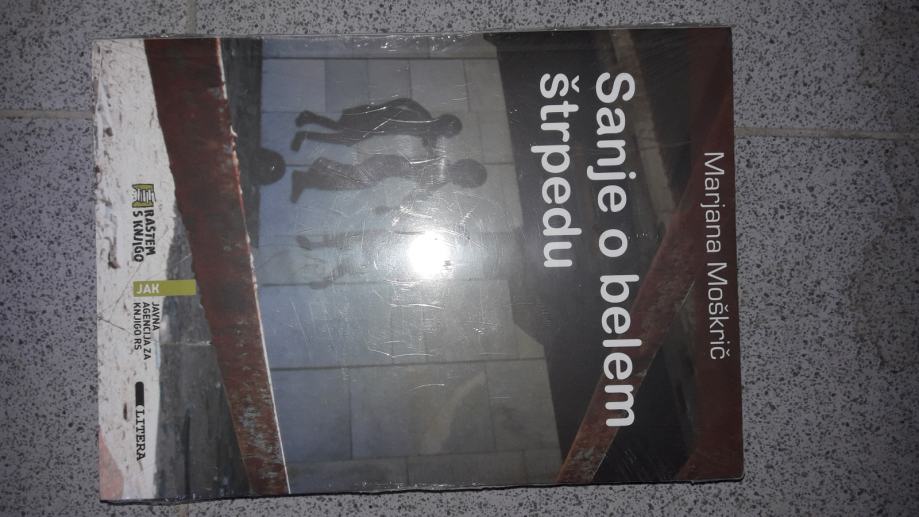 Marjana Moškrič
Sanje o belem
štrpedu
RASTEM
S KNJIGO
JAK
JAVNA
AGENCIJA ZA
KNJIGO RS
LITERA